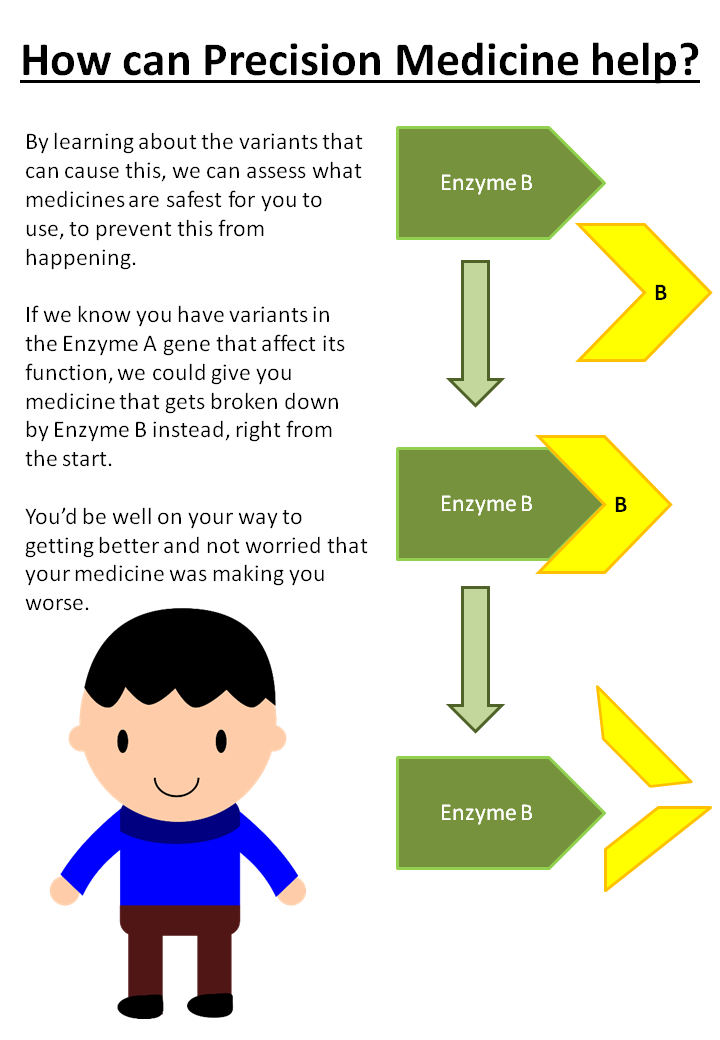 How can Precision Medicine help?
By learning about the variants that
can cause this, we can assess what
medicines are safest for you to
use, to prevent this from
happening.
If we know you have variants in
the Enzyme A gene that affect its
function, we could give you
medicine that gets broken down
by Enzyme B instead, right from
the start.
You’d be well on your way to
getting better and not worried that
your medicine was making you
worse.
Enzyme B
B
Enzyme B
B
Enzyme B